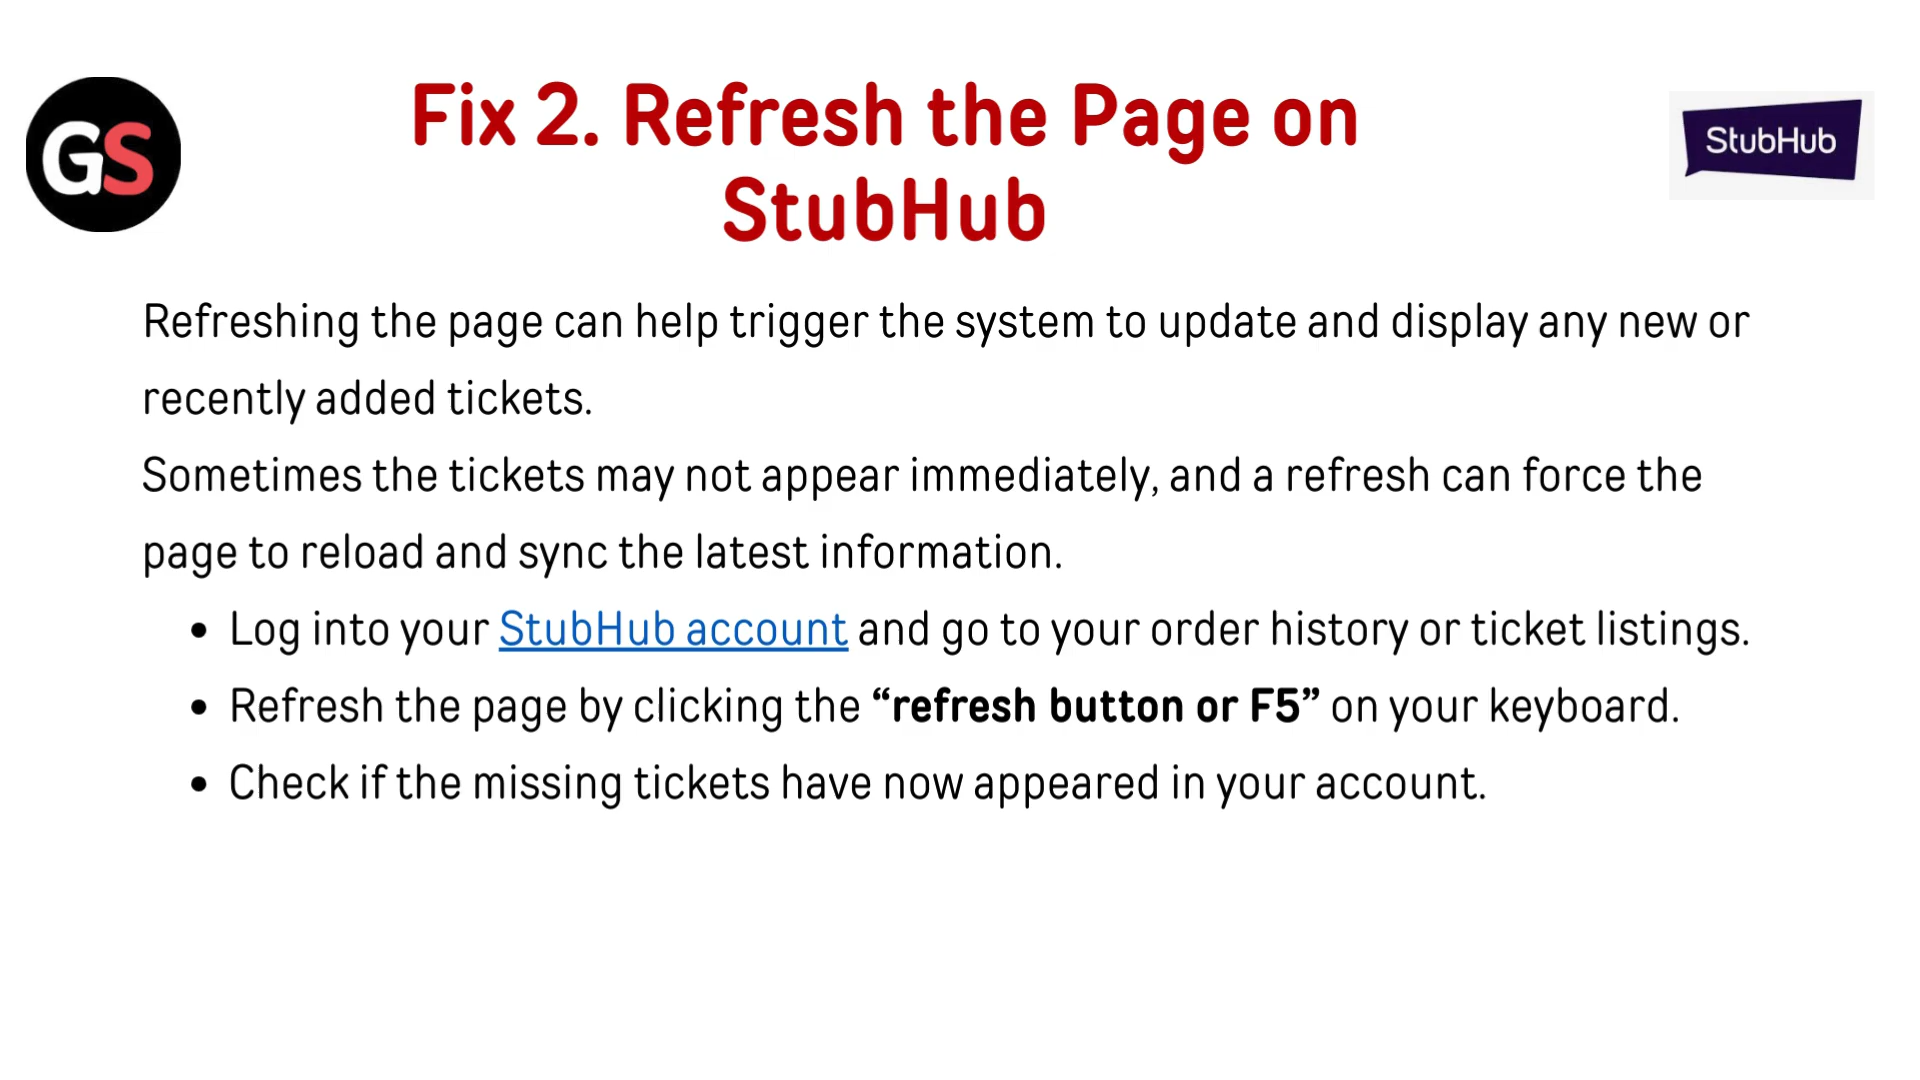 GS
Fix 2. Refresh the Page on
StubHub
StubHub
Refreshing the page can help trigger the system to update and display any new or
recently added tickets.
Sometimes the tickets may not appear immediately, and a refresh can force the
page to reload and sync the latest information.
• Log into your StubHub account and go to your order history or ticket listings.
• Refresh the page by clicking the “refresh button or F5” on your keyboard.
• Check if the missing tickets have now appeared in your account.